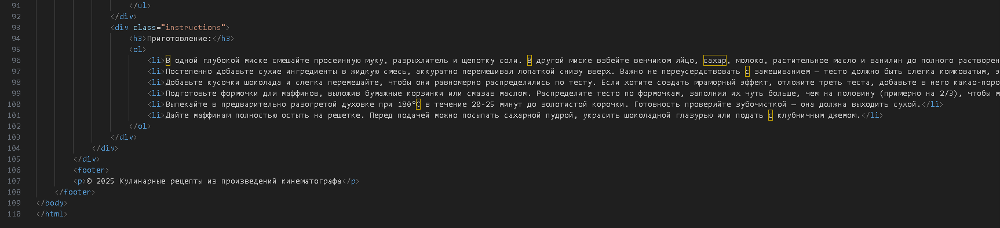 91 </ul>
92 </div>
93 <div class="instructions">
94 <h3>Приготовление:</h3>
95 <ol>
96 <li>В одной глубокой миске смешайте просеянную муку, разрыхлитель и щепотку соли. В другой миске взбейте венчиком яйцо, сахар, молоко, растительное масло и ванилин до полного растворен
97 <li>Постепенно добавьте сухие ингредиенты в жидкую смесь, аккуратно перемешивая лопаткой снизу вверх. Важно не переусердствовать с замешиванием — тесто должно быть слегка комковатым, э
98 <li>Добавьте кусочки шоколада и слегка перемешайте, чтобы они равномерно распределились по тесту. Если хотите создать мраморный эффект, отложите треть теста, добавьте в него какао-поро
99 <li>Подготовьте формочки для маффинов, выложив бумажные корзинки или смазав маслом. Распределите тесто по формочкам, заполняя их чуть больше, чем на половину (примерно на 2/3), чтобы м
100 <li>Выпекайте в предварительно разогретой духовке при 180°С в течение 20-25 минут до золотистой корочки. Готовность проверяйте зубочисткой — она должна выходить сухой.</li>
101 <li>Дайте маффинам полностью остыть на решетке. Перед подачей можно посыпать сахарной пудрой, украсить шоколадной глазурью или подать с клубничным джемом.</li>
102 </ol>
103 </div>
104 </div>
105 </div>
106 <footer>
107 <p>© 2025 Кулинарные рецепты из произведений кинематографа</p>
108 </footer>
109 </body>
110 </html>